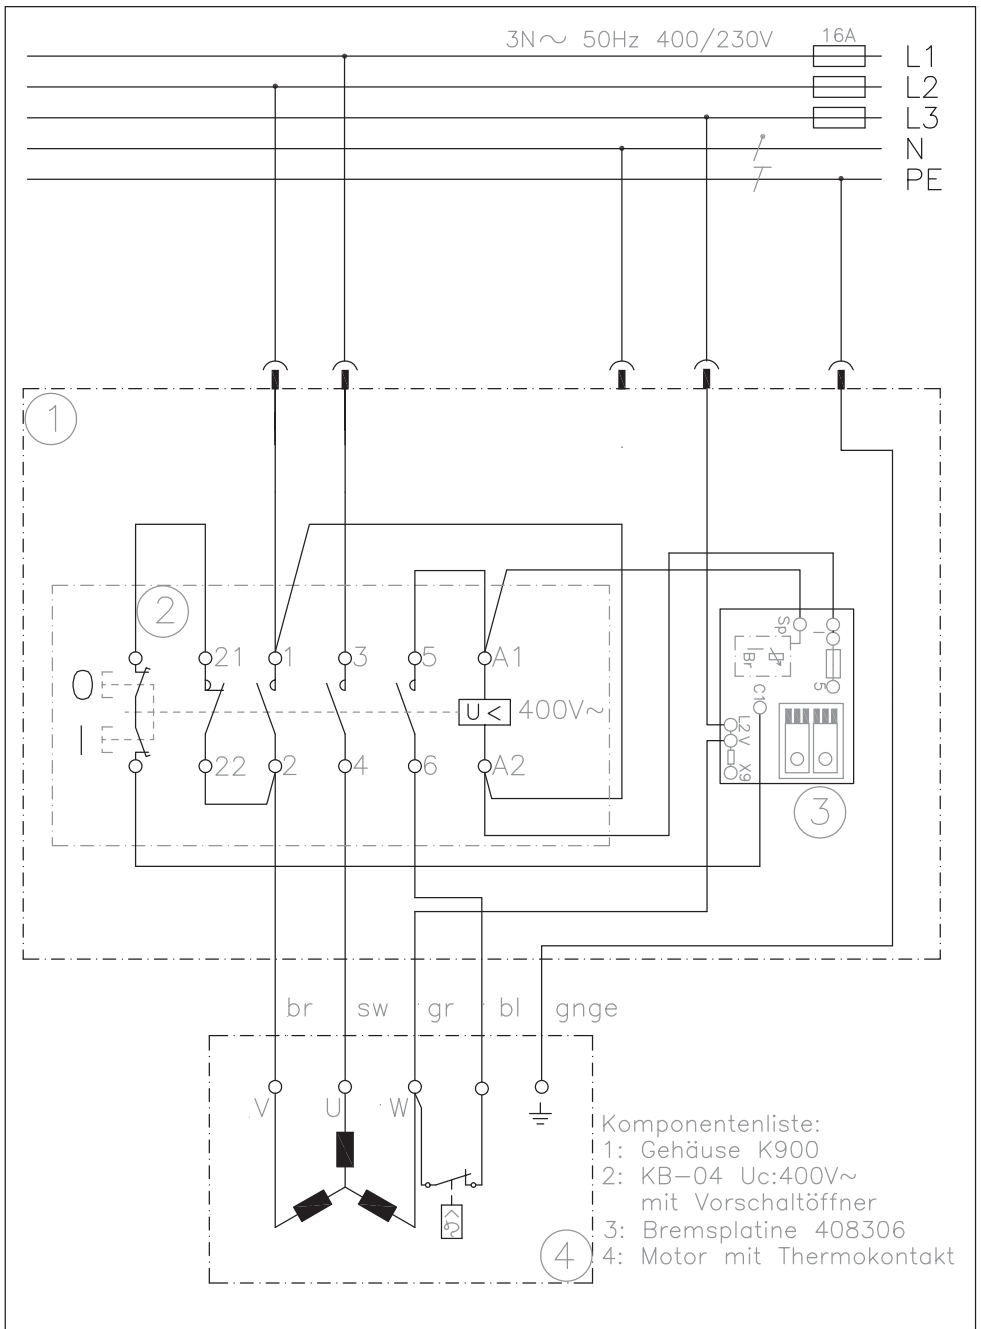 3N～ 50Hz 400/230V 16A
L1
L2
L3
N
PE
1
2
Sp 1
21 1 3 5 A1
Br
5
O
C1
U< 400V~
L2
V
I
22 2 4 6 A2
X9
3
br sw gr bl gnge
V U W
ϑ>
4
Komponentenliste:
1: Gehäuse K900
2: KB-04 Uc:400V~
mit Vorschaltöffner
3: Bremsplatine 408306
4: Motor mit Thermokontakt